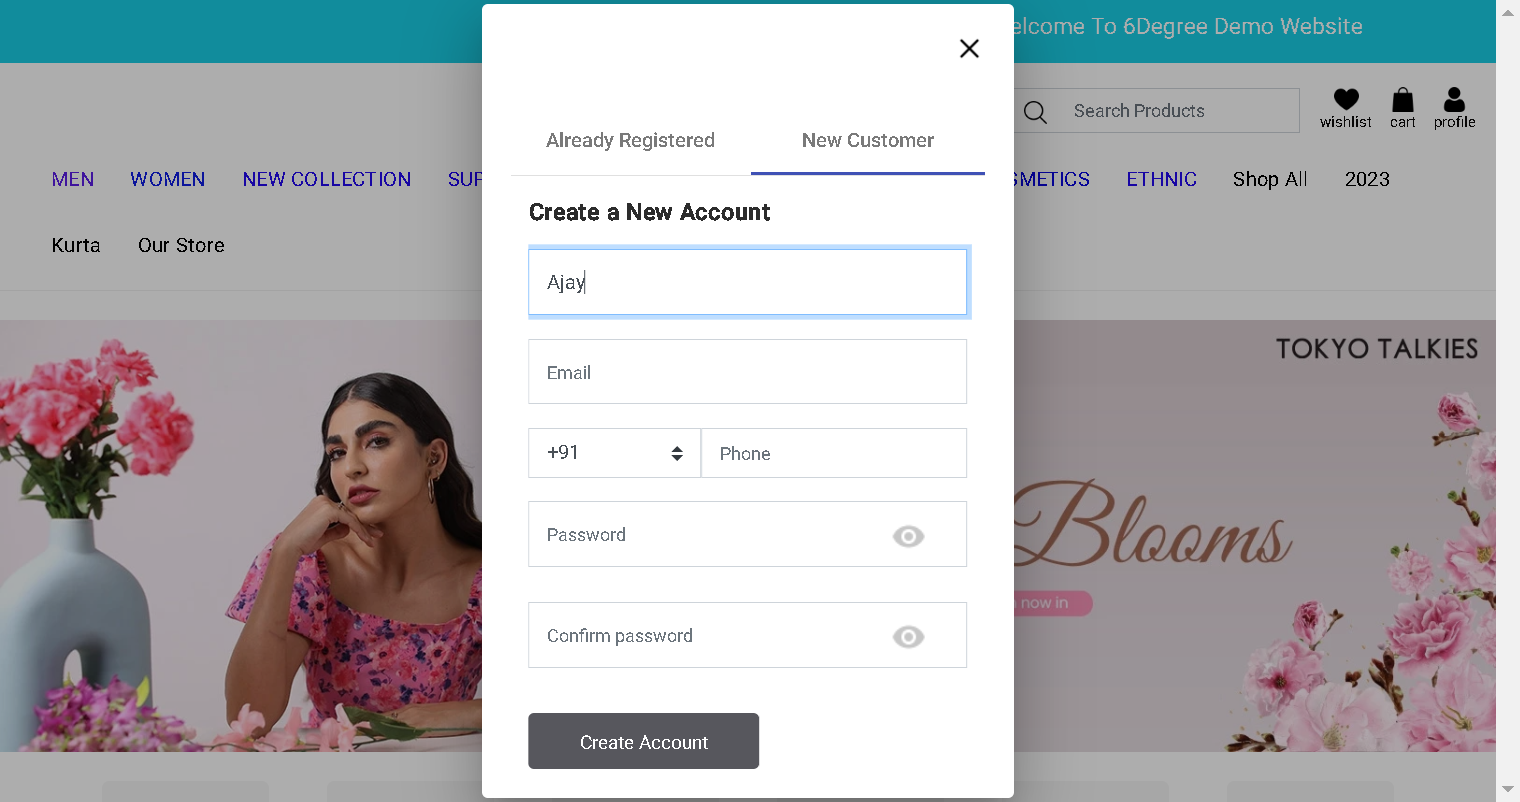 elcome To 6Degree Demo Website
Search Products
wishlist cart profile
Already Registered New Customer
MEN WOMEN NEW COLLECTION SUP SMETICS ETHNIC Shop All 2023
Create a New Account
Kurta Our Store
Ajay
TOKYO TALKIES
Email
+91 Phone
Password
Blooms
now in
Confirm password
Create Account